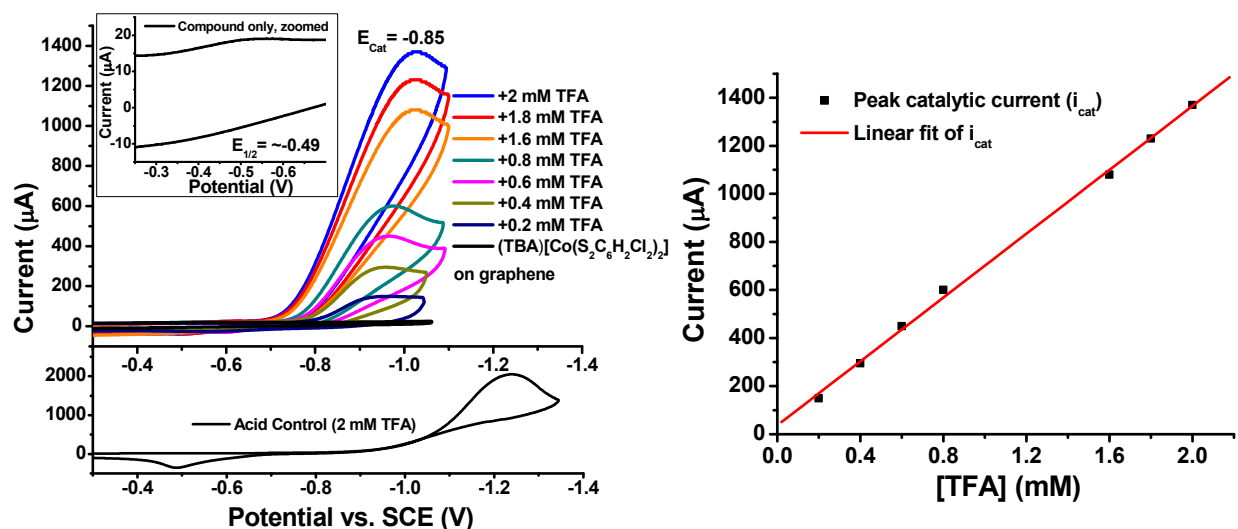 Compound only, zoomed
20
10
0
-10
Current (µA)
E1/2 = ~-0.49
-0.3 -0.4 -0.5 -0.6
Potential (V)
ECat = -0.85
+2 mM TFA
+1.8 mM TFA
+1.6 mM TFA
+0.8 mM TFA
+0.6 mM TFA
+0.4 mM TFA
+0.2 mM TFA
(TBA)[Co(S2C6H2Cl2)2]
on graphene
1400
1200
1000
800
600
400
200
0
Current (µA)
-0.4 -0.6 -0.8 -1.0 -1.2 -1.4
2000
1000
0
Acid Control (2 mM TFA)
-0.4 -0.6 -0.8 -1.0 -1.2 -1.4
Potential vs. SCE (V)
Peak catalytic current (icat)
Linear fit of icat
1400
1200
1000
800
600
400
200
0
Current (µA)
0.0 0.4 0.8 1.2 1.6 2.0
[TFA] (mM)